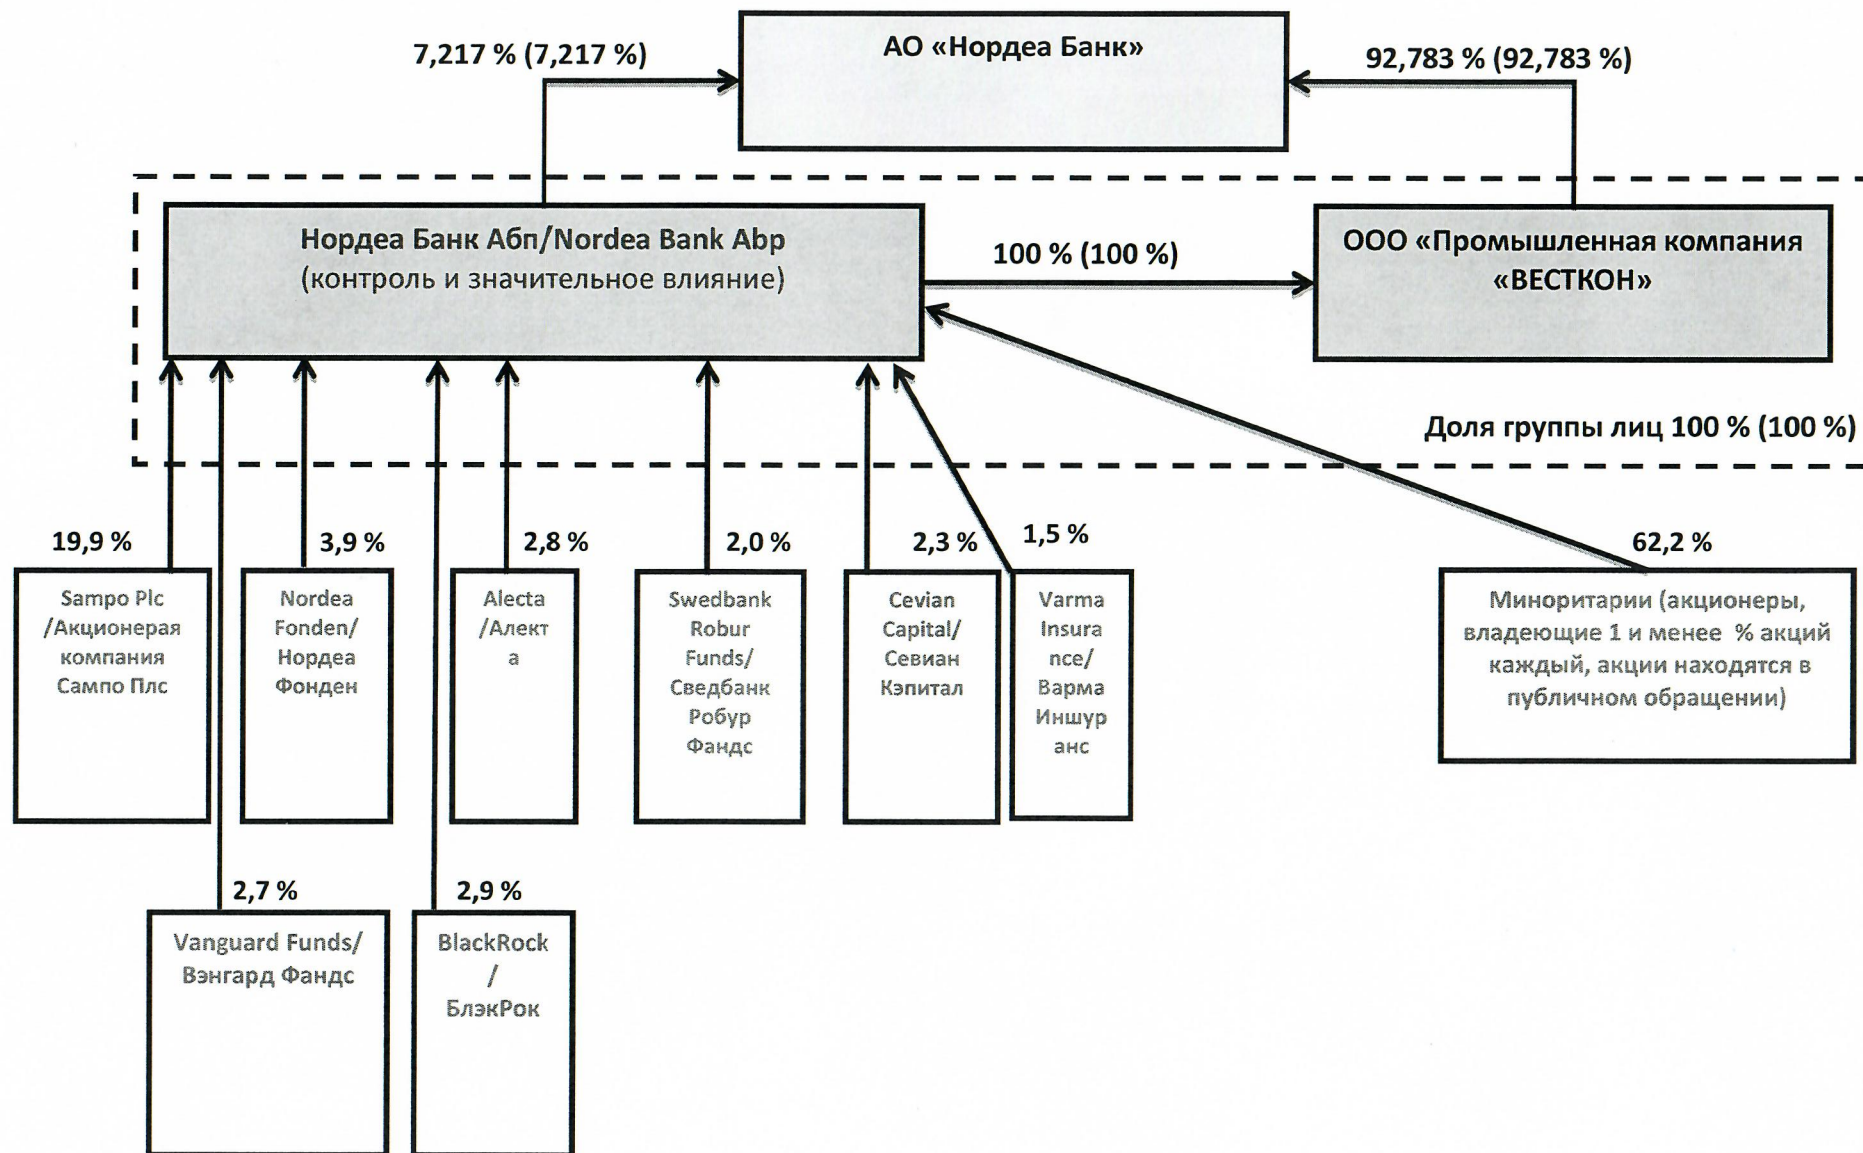 АО «Нордеа Банк»
7,217 % (7,217 %)
92,783 % (92,783 %)
Нордеа Банк Абп/Nordea Bank Abp
(контроль и значительное влияние)
100 % (100 %)
ООО «Промышленная компания
«ВЕСТКОН»
Доля группы лиц 100 % (100 %)
19,9 %
Sampo Plc
/Акционерая
компания
Сампо Плс
3,9 %
Nordea
Fonden/
Нордеа
Фонден
2,8 %
Alecta
/Алект
а
2,0 %
Swedbank
Robur
Funds/
Сведбанк
Робур
Фандс
2,3 %
Cevian
Capital/
Севиан
Кэпитал
1,5 %
Varma
Insura
nce/
Варма
Иншур
анс
62,2 %
Миноритарии (акционеры,
владеющие 1 и менее % акций
каждый, акции находятся в
публичном обращении)
2,7 %
Vanguard Funds/
Вэнгард Фандс
2,9 %
BlackRock
/
БлэкРок